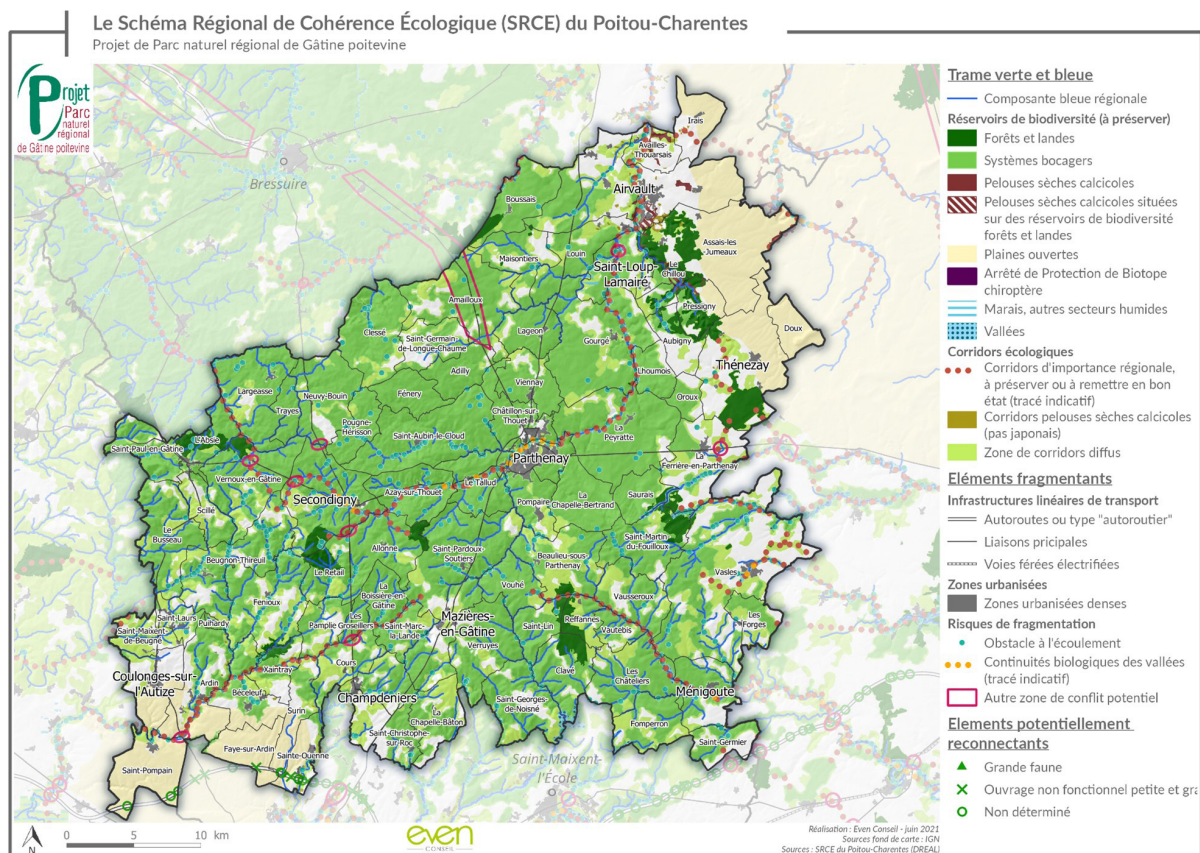 Le Schéma Régional de Cohérence Écologique (SRCE) du Poitou-Charentes
Projet de Parc naturel régional de Gâtine poitevine
Projet
Parc
naturel
régional
de Gâtine poitevine
Bressuire
Irais
Availles-
Thouarsais
Airvault
Boussais
Assais-les
-Jumeaux
Maisontiers
Louin
Saint-Loup-
Lamairé
Le
Chillou
Amailloux
Pressigny
Clessé
Lageon
Doux
Saint-Germain
de-Longue-Chaume
Gourgé
Aubigny
Adilly
Thénezay
Lhoumois
Viennay
Largeasse
Neuvy-Bouin
Fénery
Oroux
Trayes
Châtillon-sur-
Thouet
Pougne-
Hérisson
La
Peyratte
L'Absie
Saint-Aubin-le-Cloud
Saint-Paul-en-Gâtine
Parthenay
La
Ferrière-en-Parthenay
Vernoux-en-Gâtine
Le Tallud
Azay-sur-Thouet
Secondigny
Saurais
Pompaire
La
Chapelle-Bertrand
Scillé
Le
Busseau
Saint-Martin
du-Fouilloux
Allonne
Saint-Pardoux-
Soutiers
Beaulieu-sous-
Parthenay
Beugnon-Thireuil
Le Retail
Vasles
Vouhé
La
Boissière-en-
Gâtine
Vausseroux
Fenioux
Saint-Laurs
Puihardy
Les
Groseillers
Pamplie
Mazières-
en-Gâtine
Reffannes
Les
Forges
Saint-Maixent-
de-Beugne
Saint-Marc-
la-Lande
Saint-Lin
Vautebis
Verruyes
Xaintray
Cours
Clavé
Coulonges-sur-
l'Autize
Ardin
Les
Châteliers
Béceleuf
Champdeniers
Ménigoute
Surin
Saint-Georges-
de-Noisné
La
Chapelle-Bâton
Fomperron
Saint-Christophe-
sur-Roc
Saint-Germier
Faye-sur-Ardin
Sainte-Ouenne
Saint-Pompain
Saint-Maixent-
l'École
Trame verte et bleue
Composante bleue régionale
Réservoirs de biodiversité (à préserver)
Forêts et landes
Systèmes bocagers
Pelouses sèches calcicoles
Pelouses sèches calcicoles situées
sur des réservoirs de biodiversité
forêts et landes
Plaines ouvertes
Arrêté de Protection de Biotope
chiroptère
Marais, autres secteurs humides
Vallées
Corridors écologiques
Corridors d'importance régionale,
à préserver ou à remettre en bon
état (tracé indicatif)
Corridors pelouses sèches calcicoles
(pas japonais)
Zone de corridors diffus
Eléments fragmentants
Infrastructures linéaires de transport
Autoroutes ou type "autoroutier"
Liaisons pricipales
Voies férées électrifiées
Zones urbanisées
Zones urbanisées denses
Risques de fragmentation
Obstacle à l'écoulement
Continuités biologiques des vallées
(tracé indicatif)
Autre zone de conflit potentiel
Elements potentiellement
reconnectants
Grande faune
Ouvrage non fonctionnel petite et gra
Non déterminé
N
0 5 10 km
even
CONSEIL
Réalisation : Even Conseil - juin 2021
Sources fond de carte : IGN
Sources : SRCE du Poitou-Charentes (DREAL)